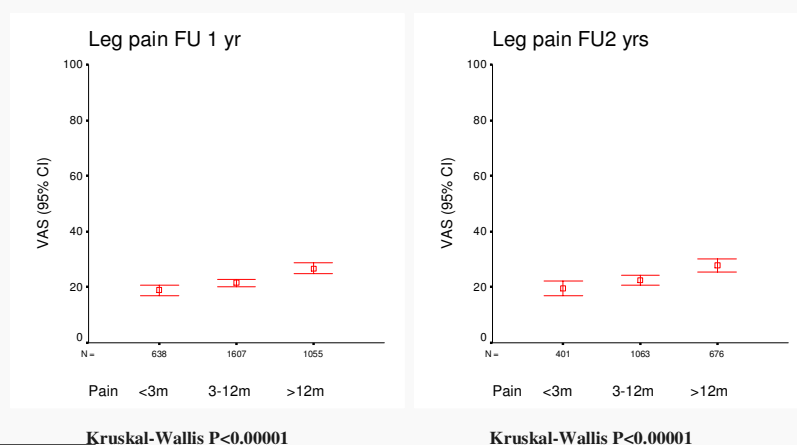 Leg pain FU 1 yr
100
80
60
40
20
0
VAS (95% CI)
N = 638 1607 1055
Pain <3m 3-12m >12m
Kruskal-Wallis P<0.00001
Leg pain FU2 yrs
100
80
60
40
20
0
VAS (95% CI)
N = 401 1063 676
Pain <3m 3-12m >12m
Kruskal-Wallis P<0.00001